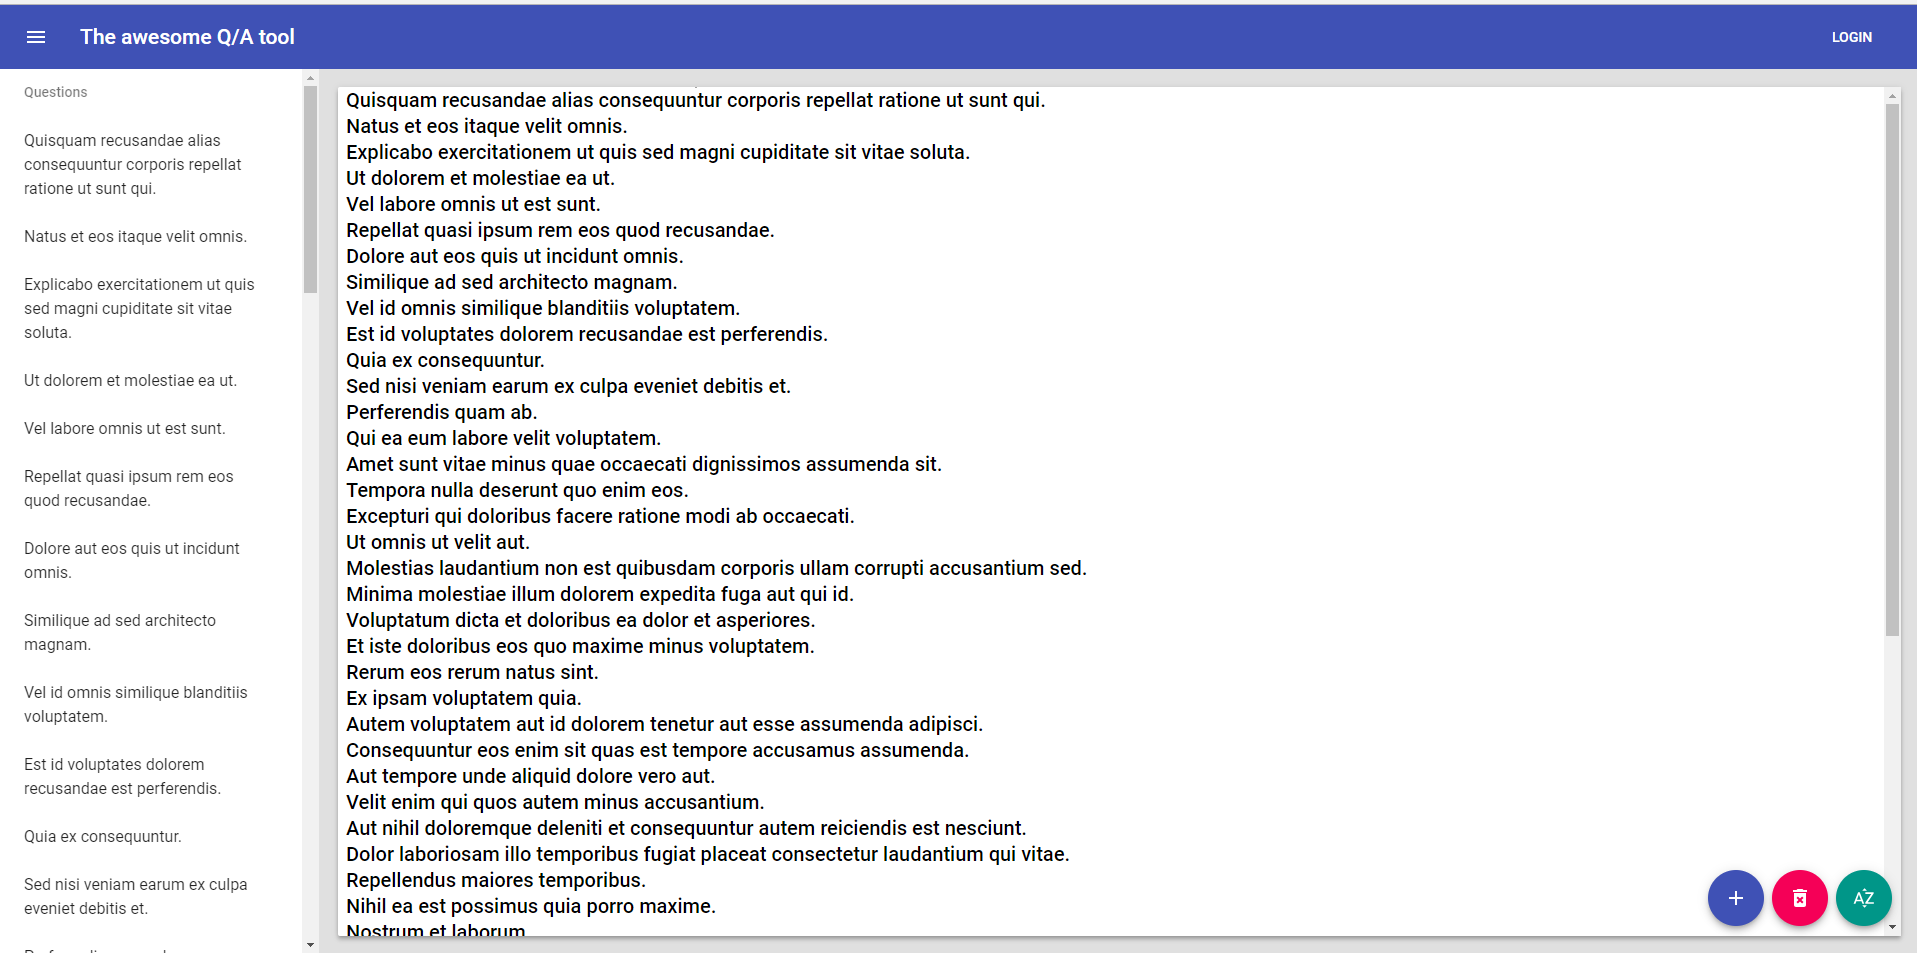 The awesome Q/A tool
LOGIN
Questions
Quisquam recusandae alias
consequuntur corporis repellat
ratione ut sunt qui.
Natus et eos itaque velit omnis.
Explicabo exercitationem ut quis
sed magni cupiditate sit vitae
soluta.
Ut dolorem et molestiae ea ut.
Vel labore omnis ut est sunt.
Repellat quasi ipsum rem eos
quod recusandae.
Dolore aut eos quis ut incidunt
omnis.
Similique ad sed architecto
magnam.
Vel id omnis similique blanditiis
voluptatem.
Est id voluptates dolorem
recusandae est perferendis.
Quia ex consequuntur.
Sed nisi veniam earum ex culpa
eveniet debitis et.
Quisquam recusandae alias consequuntur corporis repellat ratione ut sunt qui.
Natus et eos itaque velit omnis.
Explicabo exercitationem ut quis sed magni cupiditate sit vitae soluta.
Ut dolorem et molestiae ea ut.
Vel labore omnis ut est sunt.
Repellat quasi ipsum rem eos quod recusandae.
Dolore aut eos quis ut incidunt omnis.
Similique ad sed architecto magnam.
Vel id omnis similique blanditiis voluptatem.
Est id voluptates dolorem recusandae est perferendis.
Quia ex consequuntur.
Sed nisi veniam earum ex culpa eveniet debitis et.
Perferendis quam ab.
Qui ea eum labore velit voluptatem.
Amet sunt vitae minus quae occaecati dignissimos assumenda sit.
Tempora nulla deserunt quo enim eos.
Excepturi qui doloribus facere ratione modi ab occaecati.
Ut omnis ut velit aut.
Molestias laudantium non est quibusdam corporis ullam corrupti accusantium sed.
Minima molestiae illum dolorem expedita fuga aut qui id.
Voluptatum dicta et doloribus ea dolor et asperiores.
Et iste doloribus eos quo maxime minus voluptatem.
Rerum eos rerum natus sint.
Ex ipsam voluptatem quia.
Autem voluptatem aut id dolorem tenetur aut esse assumenda adipisci.
Consequuntur eos enim sit quas est tempore accusamus assumenda.
Aut tempore unde aliquid dolore vero aut.
Velit enim qui quos autem minus accusantium.
Aut nihil doloremque deleniti et consequuntur autem reiciendis est nesciunt.
Dolor laboriosam illo temporibus fugiat placeat consectetur laudantium qui vitae.
Repellendus maiores temporibus.
Nihil ea est possimus quia porro maxime.
Nostrum et laborum.
AZ